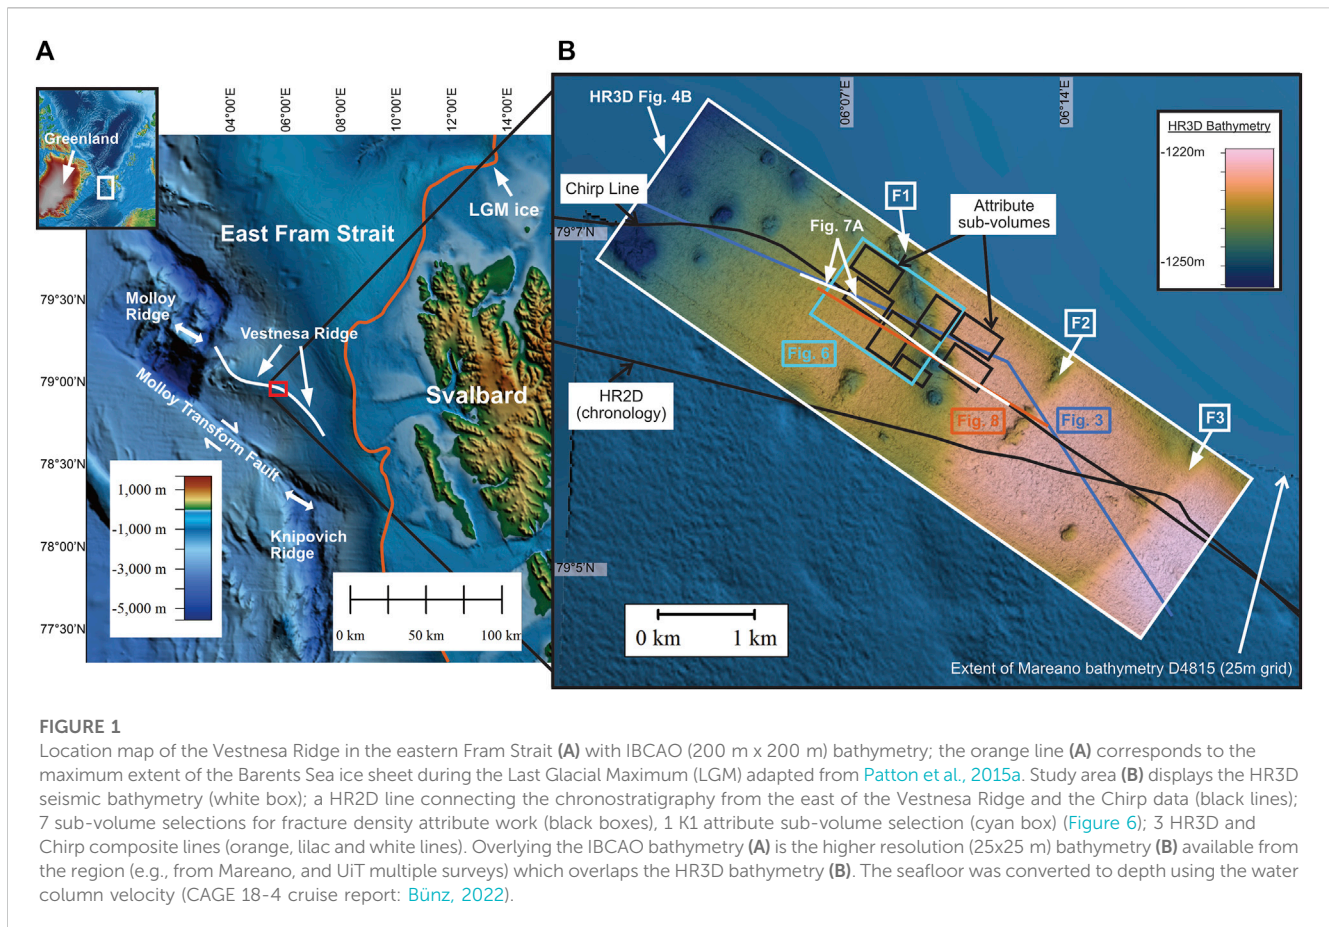 A
B
04°00'E
06°00'E
08°00'E
10°00'E
12°00'E
14°00'E
Greenland
LGM ice
East Fram Strait
79°30'N
79°00'N
78°30'N
78°00'N
77°30'N
Molloy
Ridge
Vestnesa Ridge
Svalbard
Molloy Transform Fault
Knipovich
Ridge
1,000 m
-1,000 m
-3,000 m
-5,000 m
0 km
50 km
100 km
HR3D Fig. 4B
06°07'E
06°14'E
HR3D Bathymetry
-1220m
-1250m
Chirp Line
F1
Attribute
sub-volumes
79°7'N
Fig. 7A
F2
Fig. 6
HR2D
(chronology)
Fig. 8
Fig. 3
F3
79°5'N
0 km
1 km
Extent of Mareano bathymetry D4815 (25m grid)
FIGURE 1
Location map of the Vestnesa Ridge in the eastern Fram Strait (A) with IBCAO (200 m x 200 m) bathymetry; the orange line (A) corresponds to the
maximum extent of the Barents Sea ice sheet during the Last Glacial Maximum (LGM) adapted from Patton et al., 2015a. Study area (B) displays the HR3D
seismic bathymetry (white box); a HR2D line connecting the chronostratigraphy from the east of the Vestnesa Ridge and the Chirp data (black lines);
7 sub-volume selections for fracture density attribute work (black boxes), 1 K1 attribute sub-volume selection (cyan box) (Figure 6); 3 HR3D and
Chirp composite lines (orange, lilac and white lines). Overlying the IBCAO bathymetry (A) is the higher resolution (25x25 m) bathymetry (B) available from
the region (e.g., from Mareano, and UiT multiple surveys) which overlaps the HR3D bathymetry (B). The seafloor was converted to depth using the water
column velocity (CAGE 18-4 cruise report: Bünz, 2022).